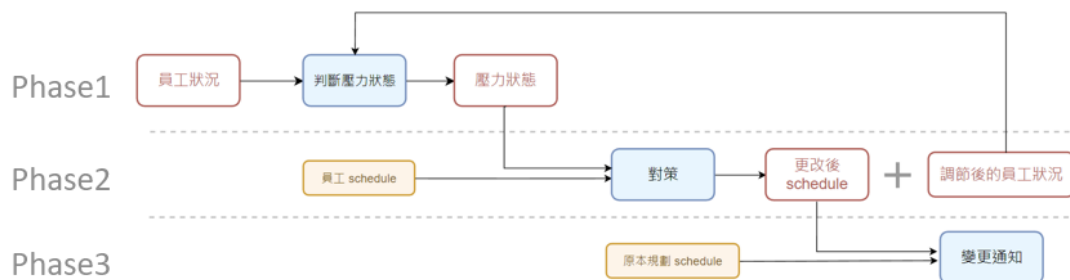 Phase1
員工狀況
判斷壓力狀態
壓力狀態
Phase2
員工 schedule
對策
更改後
schedule
+
調節後的員工狀況
Phase3
原本規劃 schedule
變更通知